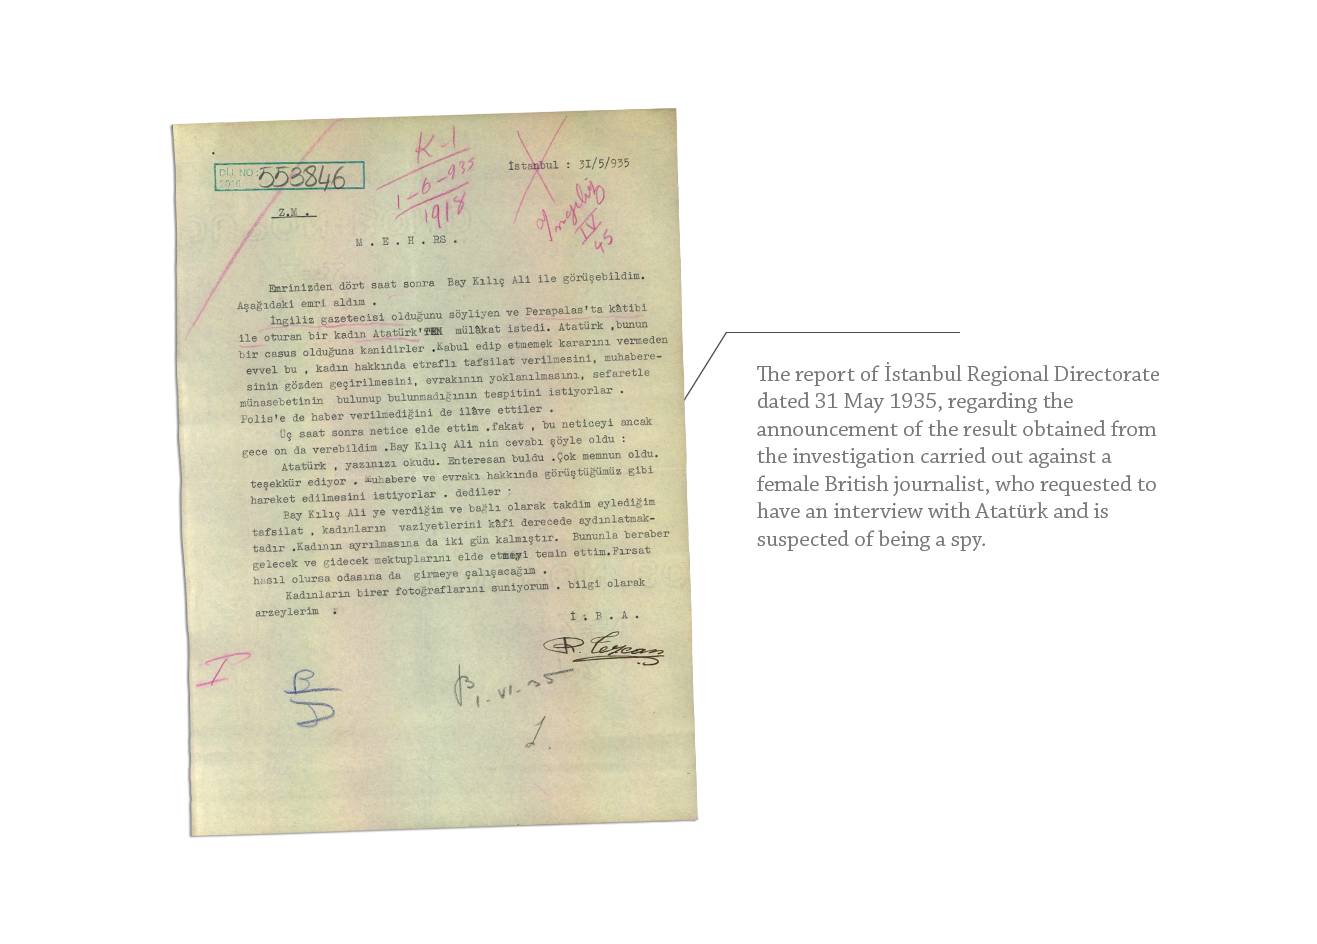 DİJ. NO: 553846
K-1
1-6-935
1918
İstanbul : 3I/5/935
İngiliz
IV
45
Z.M .
M . E . H . RS .
Emrinizden dört saat sonra Bay Kılıç Ali ile görüşebildim.
Aşağıdaki emri aldım .
İngiliz gazetecisi olduğunu söyliyen ve Perapalas'ta kâtibi
ile oturan bir kadın Atatürk'TEN mülâkat istedi. Atatürk ,bunun
bir casus olduğuna kanidirler .Kabul edip etmemek kararını vermeden
evvel bu , kadın hakkında etraflı tafsilat verilmesini, muhabere-
sinin gözden geçirilmesini, evrakının yoklanılmasını, sefaretle
münasebetinin bulunup bulunmadığının tespitini istiyorlar .
Polis'e de haber verilmediğini de ilâve ettiler .
Üç saat sonra netice elde ettim .fakat , bu neticeyi ancak
gece on da verebildim .Bay Kılıç Ali nin cevabı şöyle oldu :
Atatürk , yazınızı okudu. Enteresan buldu .Çok memnun oldu.
teşekkür ediyor . Muhabere ve evrakı hakkında görüştüğümüz gibi
hareket edilmesini istiyorlar . dediler :
Bay Kılıç Ali ye verdiğim ve bağlı olarak takdim eylediğim
tafsilat , kadınların vaziyetlerini kâfi derecede aydınlatmak-
tadır .Kadının ayrılmasına da iki gün kalmıştır. Bununla beraber
gelecek ve gidecek mektuplarını elde etmeyi temin ettim.Fırsat
hasıl olursa odasına da girmeye çalışacağım .
Kadınların birer fotoğraflarını sunıyorum . bilgi olarak
arzeylerim :
İ : B . A .
I
B
D
1-VI-35
The report of İstanbul Regional Directorate
dated 31 May 1935, regarding the
announcement of the result obtained from
the investigation carried out against a
female British journalist, who requested to
have an interview with Atatürk and is
suspected of being a spy.